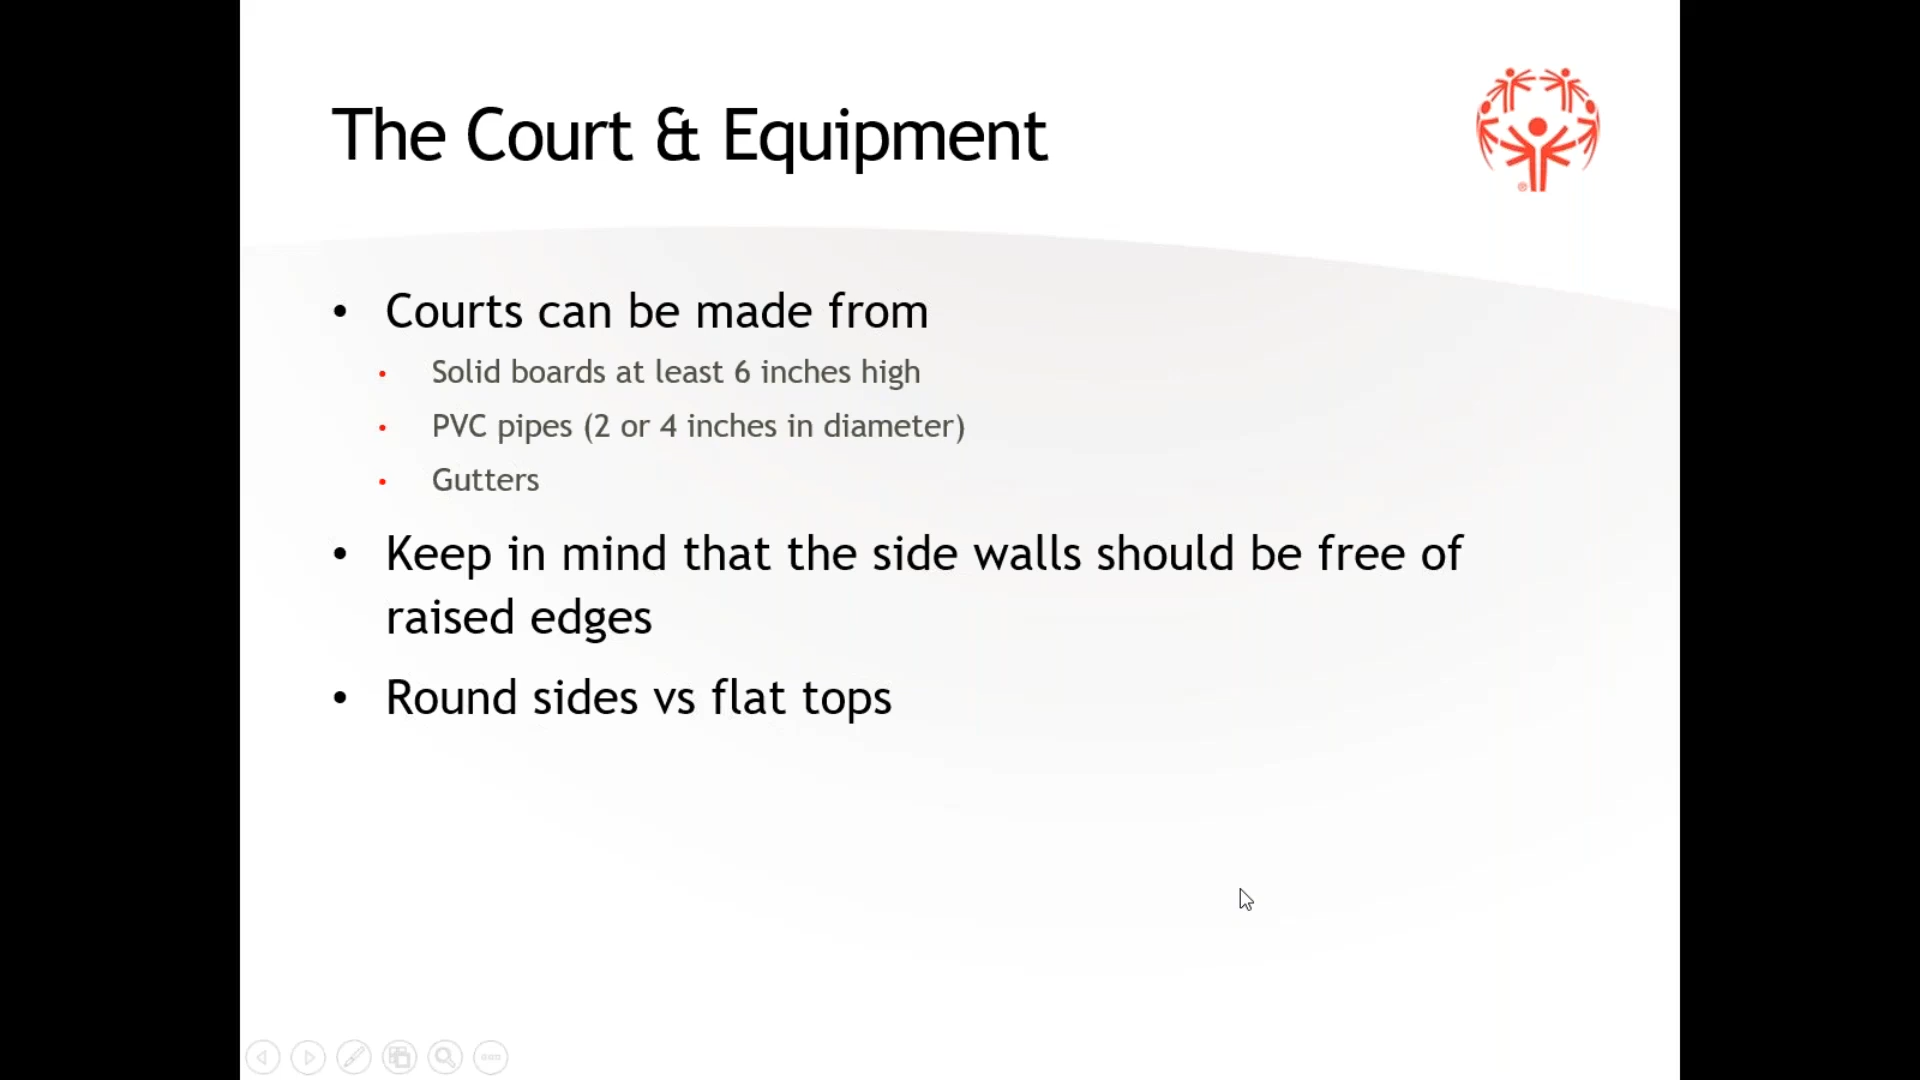 The Court & Equipment
• Courts can be made from
• Solid boards at least 6 inches high
• PVC pipes (2 or 4 inches in diameter)
• Gutters
• Keep in mind that the side walls should be free of
raised edges
• Round sides vs flat tops
®